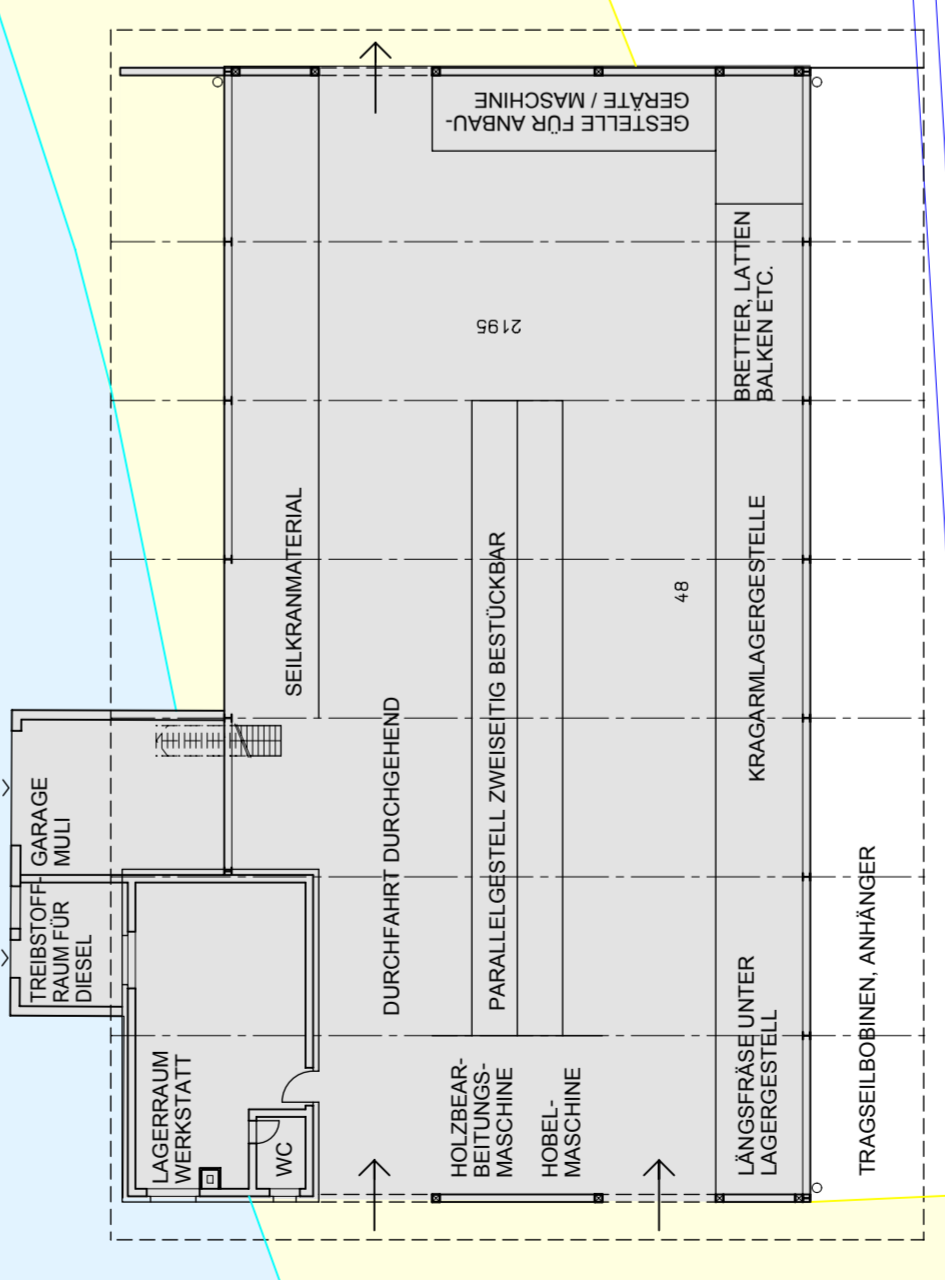 GESTELLE FÜR ANBAU-
GERÄTE / MASCHINE
BRETTER, LATTEN
BALKEN ETC.
2195
SEILKRANMATERIAL
PARALLELGESTELL ZWEISEITIG BESTÜCKBAR
48
KRAGARMLAGERGESTELLE
DURCHFAHRT DURCHGEHEND
GARAGE
MULI
TREIBSTOFF-
RAUM FÜR
DIESEL
LAGERRAUM
WERKSTATT
WC
HOLZBEAR-
BEITUNGS-
MASCHINE
HOBEL-
MASCHINE
LÄNGSFRÄSE UNTER
LAGERGESTELL
TRAGSEILBOBINEN, ANHÄNGER